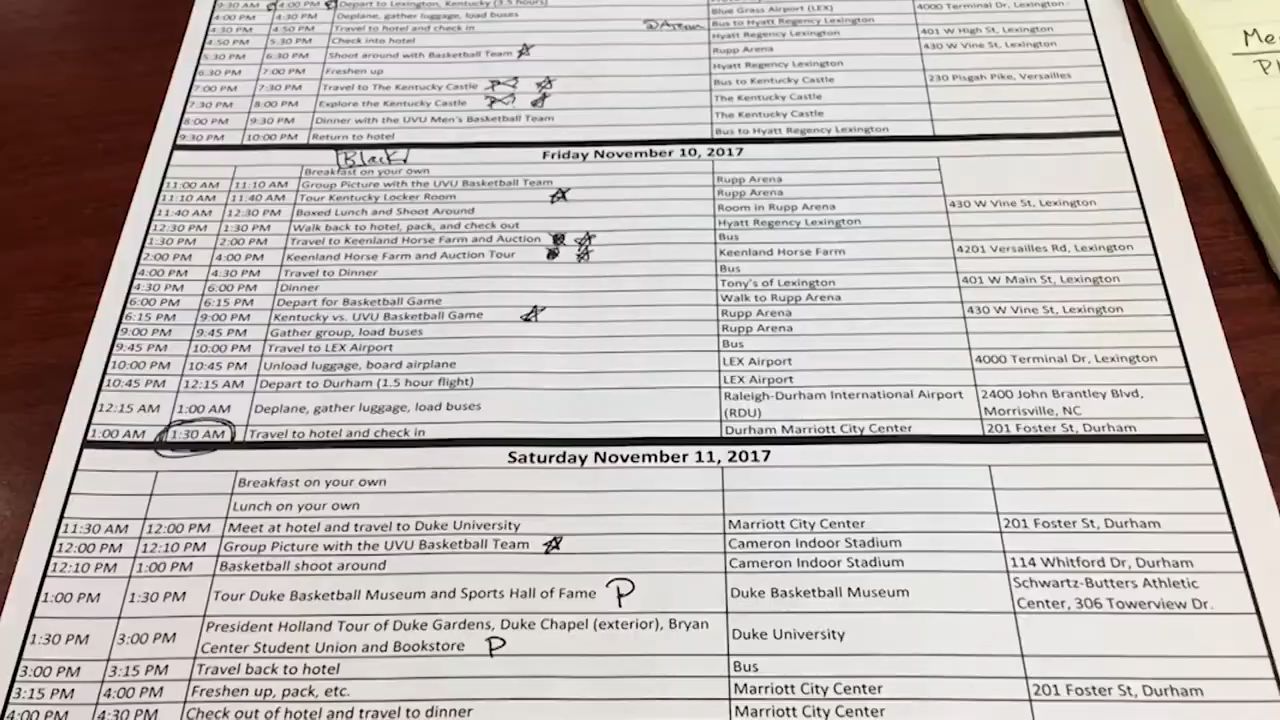 9:30 AM 4:00 PM Depart to Lexington, Kentucky (3.5 hours)
4:00 PM 4:30 PM Deplane, gather luggage, load buses Blue Grass Airport (LEX) 4000 Terminal Dr, Lexington
4:30 PM 4:50 PM Travel to hotel and check in Bus to Hyatt Regency Lexington
4:50 PM 5:30 PM Check into hotel Hyatt Regency Lexington 401 W High St, Lexington
5:30 PM 6:30 PM Shoot around with Basketball Team Rupp Arena 430 W Vine St, Lexington
6:30 PM 7:00 PM Freshen up Hyatt Regency Lexington
7:00 PM 7:30 PM Travel to The Kentucky Castle Bus to Kentucky Castle 230 Pisgah Pike, Versailles
7:30 PM 8:00 PM Explore the Kentucky Castle The Kentucky Castle
8:00 PM 9:30 PM Dinner with the UVU Men's Basketball Team The Kentucky Castle
9:30 PM 10:00 PM Return to hotel Bus to Hyatt Regency Lexington
Black
Friday November 10, 2017
Breakfast on your own
11:00 AM 11:10 AM Group Picture with the UVU Basketball Team Rupp Arena
11:10 AM 11:40 AM Tour Kentucky Locker Room Rupp Arena
11:40 AM 12:30 PM Boxed Lunch and Shoot Around Room in Rupp Arena 430 W Vine St, Lexington
12:30 PM 1:30 PM Walk back to hotel, pack, and check out Hyatt Regency Lexington
1:30 PM 2:00 PM Travel to Keenland Horse Farm and Auction Bus
2:00 PM 4:00 PM Keenland Horse Farm and Auction Tour Keenland Horse Farm 4201 Versailles Rd, Lexington
4:00 PM 4:30 PM Travel to Dinner Bus
4:30 PM 6:00 PM Dinner Tony's of Lexington 401 W Main St, Lexington
6:00 PM 6:15 PM Depart for Basketball Game Walk to Rupp Arena
6:15 PM 9:00 PM Kentucky vs. UVU Basketball Game Rupp Arena 430 W Vine St, Lexington
9:00 PM 9:45 PM Gather group, load buses Rupp Arena
9:45 PM 10:00 PM Travel to LEX Airport Bus
10:00 PM 10:45 PM Unload luggage, board airplane LEX Airport 4000 Terminal Dr, Lexington
10:45 PM 12:15 AM Depart to Durham (1.5 hour flight) LEX Airport
12:15 AM 1:00 AM Deplane, gather luggage, load buses Raleigh-Durham International Airport (RDU) 2400 John Brantley Blvd, Morrisville, NC
1:00 AM 1:30 AM Travel to hotel and check in Durham Marriott City Center 201 Foster St, Durham
Saturday November 11, 2017
Breakfast on your own
Lunch on your own
11:30 AM 12:00 PM Meet at hotel and travel to Duke University Marriott City Center 201 Foster St, Durham
12:00 PM 12:10 PM Group Picture with the UVU Basketball Team Cameron Indoor Stadium
12:10 PM 1:00 PM Basketball shoot around Cameron Indoor Stadium 114 Whitford Dr, Durham
1:00 PM 1:30 PM Tour Duke Basketball Museum and Sports Hall of Fame P Duke Basketball Museum Schwartz-Butters Athletic Center, 306 Towerview Dr.
1:30 PM 3:00 PM President Holland Tour of Duke Gardens, Duke Chapel (exterior), Bryan Center Student Union and Bookstore P Duke University
3:00 PM 3:15 PM Travel back to hotel Bus
3:15 PM 4:00 PM Freshen up, pack, etc. Marriott City Center 201 Foster St, Durham
4:00 PM 4:30 PM Check out of hotel and travel to dinner Marriott City Center